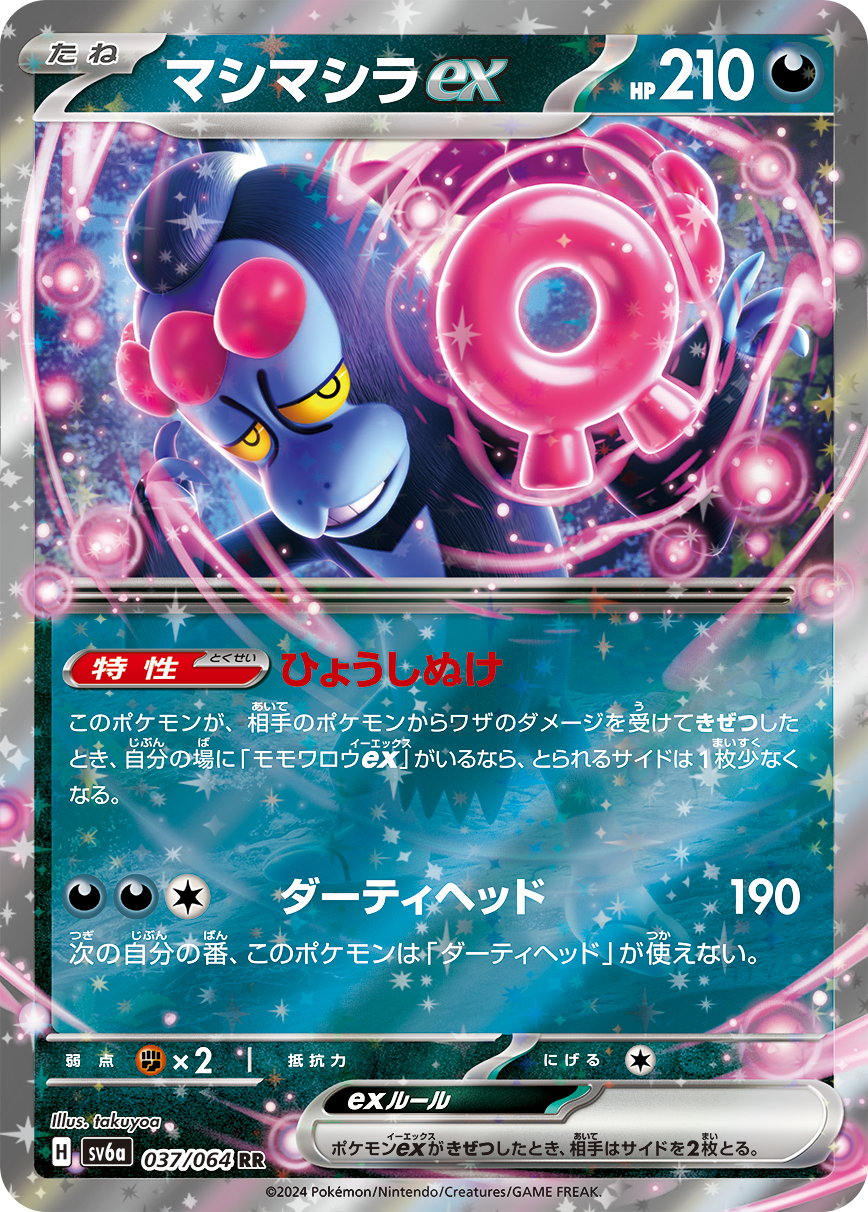 たね マシマシラex HP210
特性 とくせい ひょうしぬけ
このポケモンが、相手のポケモンからワザのダメージを受けてきぜつした
とき、自分の場に「モモワロウex」がいるなら、とられるサイドは1枚少なく
なる。
ダーティヘッド 190
次の自分の番、このポケモンは「ダーティヘッド」が使えない。
弱点 ×2 抵抗力 にげる
exルール
ポケモンexがきぜつしたとき、相手はサイドを2枚とる。
Illus. takuyoa
H sv6a 037/064 RR
©2024 Pokémon/Nintendo/Creatures/GAME FREAK.